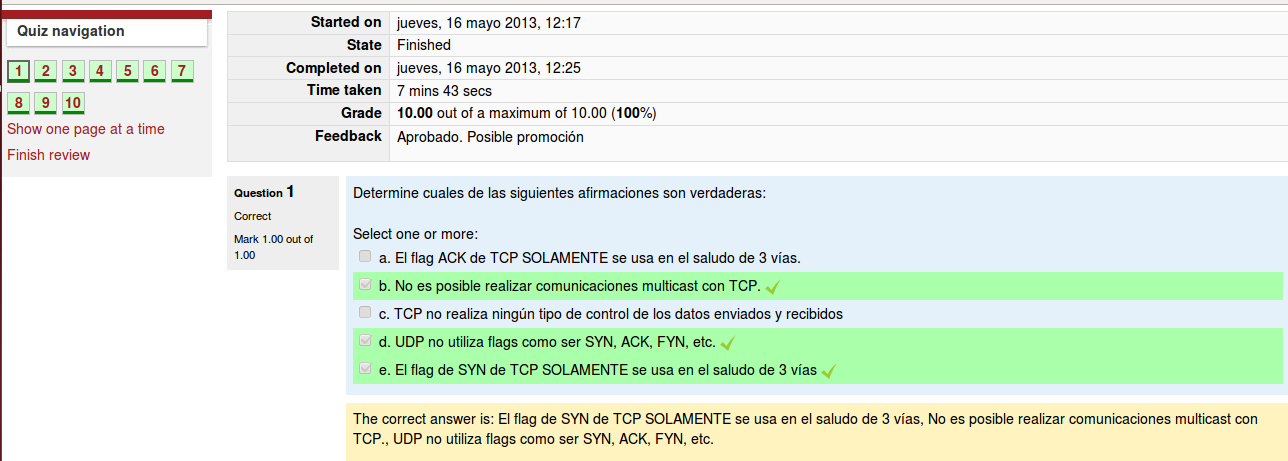 Quiz navigation
1 2 3 4 5 6 7
8 9 10
Show one page at a time
Finish review
Started on jueves, 16 mayo 2013, 12:17
State Finished
Completed on jueves, 16 mayo 2013, 12:25
Time taken 7 mins 43 secs
Grade 10.00 out of a maximum of 10.00 (100%)
Feedback Aprobado. Posible promoción
Question 1
Correct
Mark 1.00 out of
1.00
Determine cuales de las siguientes afirmaciones son verdaderas:
Select one or more:
a. El flag ACK de TCP SOLAMENTE se usa en el saludo de 3 vías.
b. No es posible realizar comunicaciones multicast con TCP.
c. TCP no realiza ningún tipo de control de los datos enviados y recibidos
d. UDP no utiliza flags como ser SYN, ACK, FYN, etc.
e. El flag de SYN de TCP SOLAMENTE se usa en el saludo de 3 vías
The correct answer is: El flag de SYN de TCP SOLAMENTE se usa en el saludo de 3 vías, No es posible realizar comunicaciones multicast con
TCP., UDP no utiliza flags como ser SYN, ACK, FYN, etc.